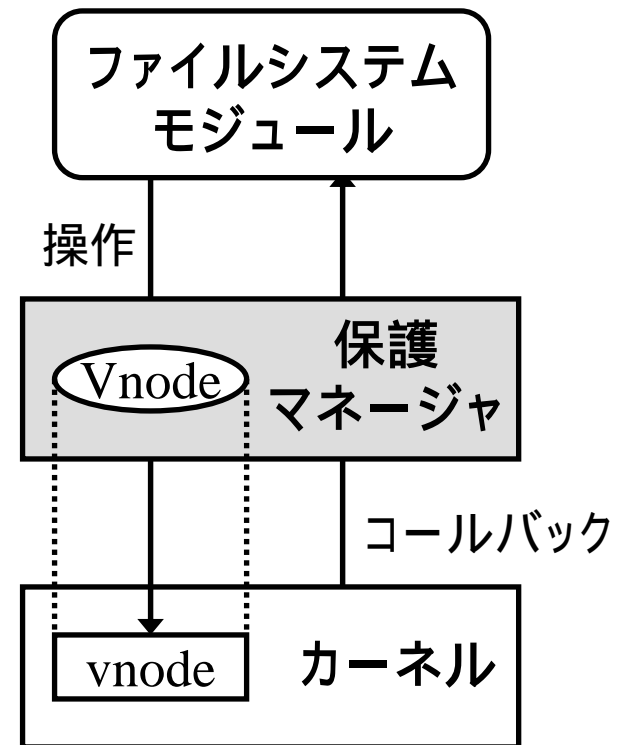 ファイルシステム
モジュール
操作
保護
マネージャ
Vnode
コールバック
カーネル
vnode